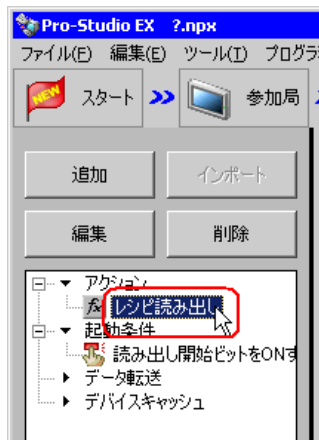 Pro-Studio EX ?.npx
ファイル(F) 編集(E) ツール(T) プログラ
NEW スタート >> 参加局
追加 インポート
編集 削除
アクション
fx レシピ読み出し
起動条件
読み出し開始ビットをONす
データ転送
デバイスキャッシュ